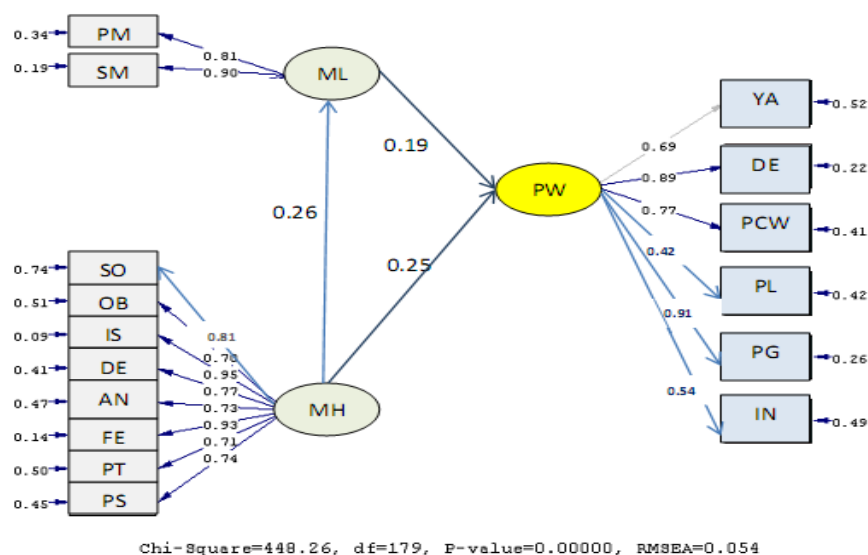 0.34 PM
0.19 SM
0.81
0.90
ML
0.19
0.26
0.25
PW
0.69
0.89
0.77
0.42
0.91
0.54
YA 0.52
DE 0.22
PCW 0.41
PL 0.42
PG 0.26
IN 0.49
0.74 SO
0.51 OB
0.09 IS
0.41 DE
0.47 AN
0.14 FE
0.50 PT
0.45 PS
0.81
0.70
0.95
0.77
0.73
0.93
0.71
0.74
MH
Chi-Square=448.26, df=179, P-value=0.00000, RMSEA=0.054